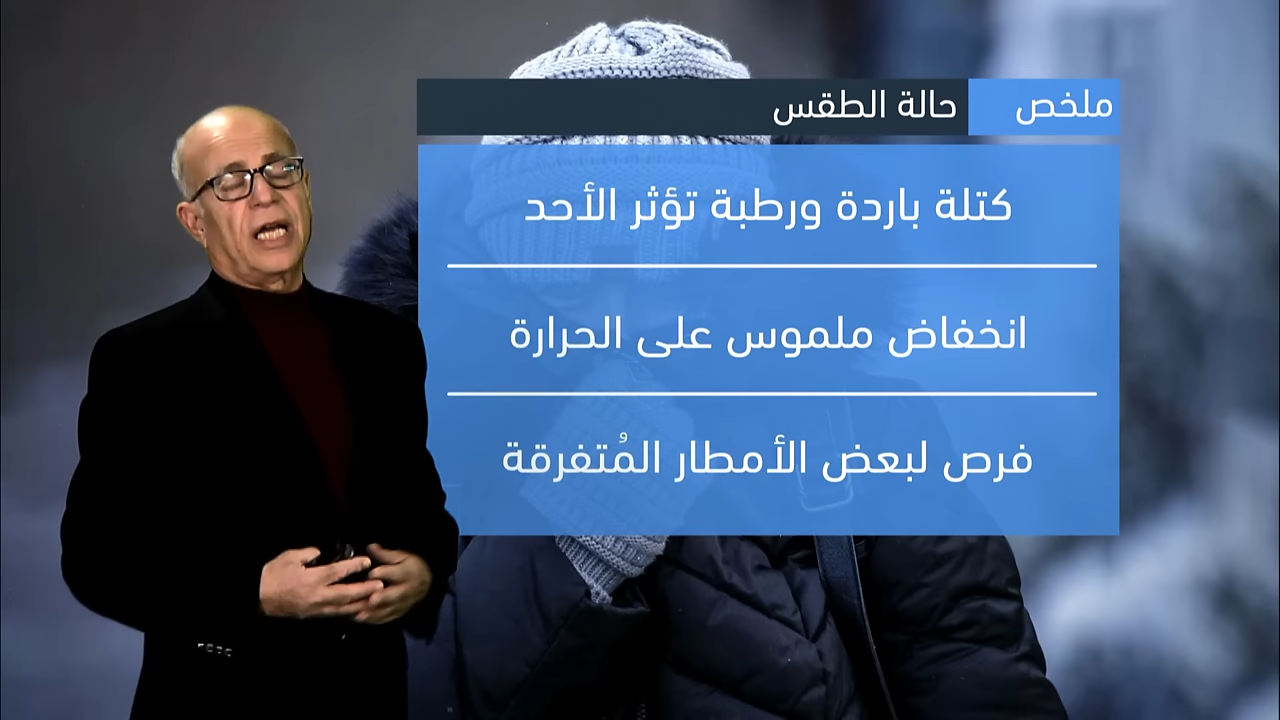 ملخص حالة الطقس
كتلة باردة ورطبة تؤثر الأحد
انخفاض ملموس على الحرارة
فرص لبعض الأمطار المُتفرقة